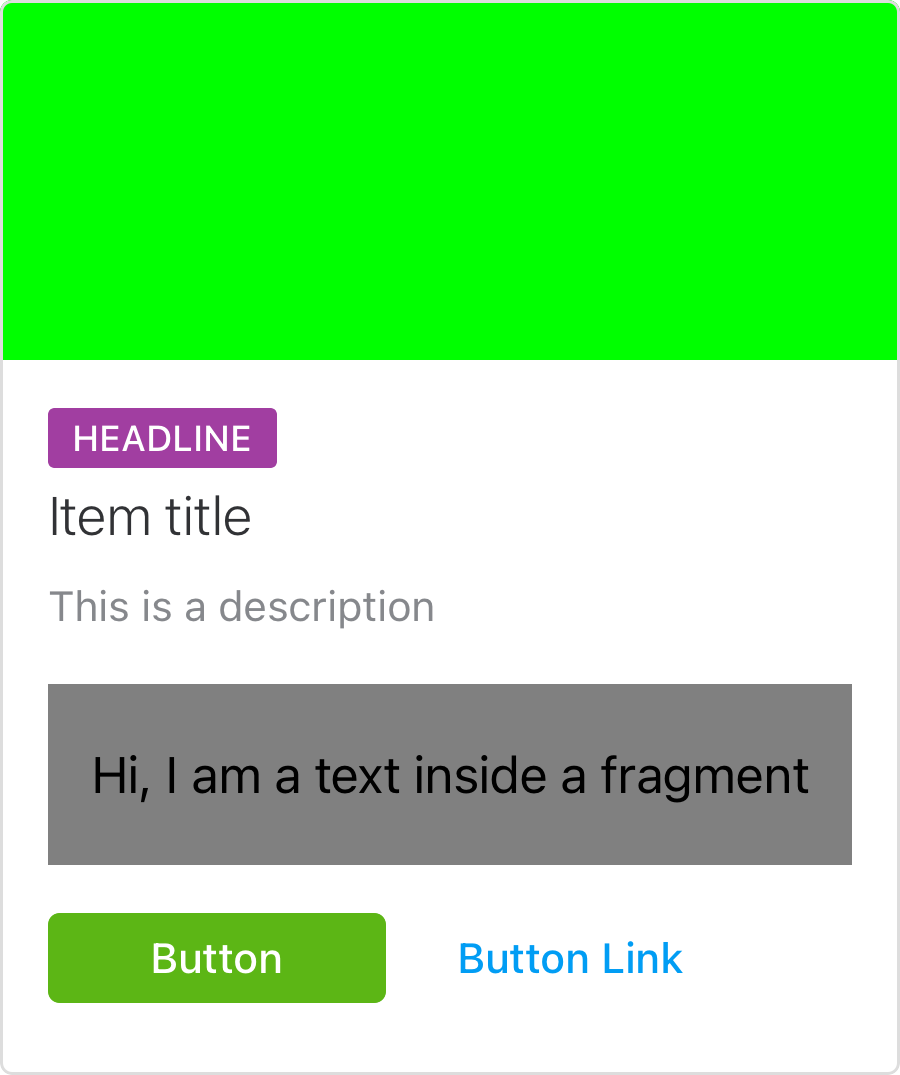 HEADLINE
Item title
This is a description
Hi, I am a text inside a fragment
Button Button Link